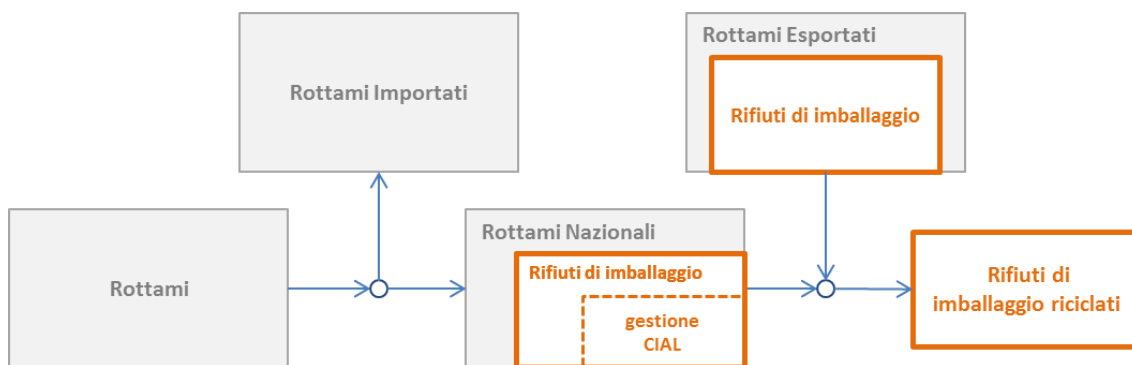 Rottami Importati
Rottami Esportati
Rifiuti di imballaggio
Rottami
Rottami Nazionali
Rifiuti di imballaggio
gestione
CIAL
Rifiuti di
imballaggio riciclati